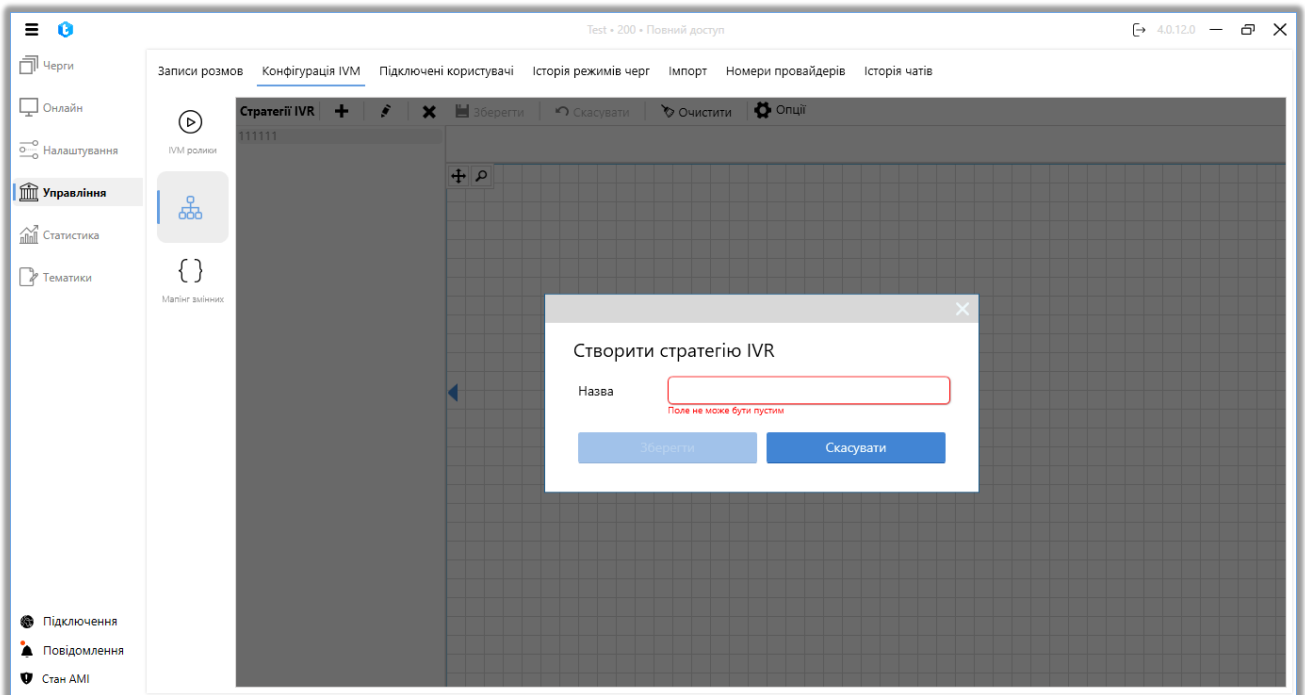 Test • 200 • Повний доступ
4.0.12.0
Черги
Онлайн
Налаштування
Управління
Статистика
Тематики
Підключення
Повідомлення
Стан AMI
Записи розмов Конфігурація IVM Підключені користувачі Історія режимів черг Імпорт Номери провайдерів Історія чатів
IVM ролики
Мапінг змінних
Стратегії IVR Зберегти Скасувати Очистити Опції
111111
Створити стратегію IVR
Назва
Поле не може бути пустим
Зберегти Скасувати